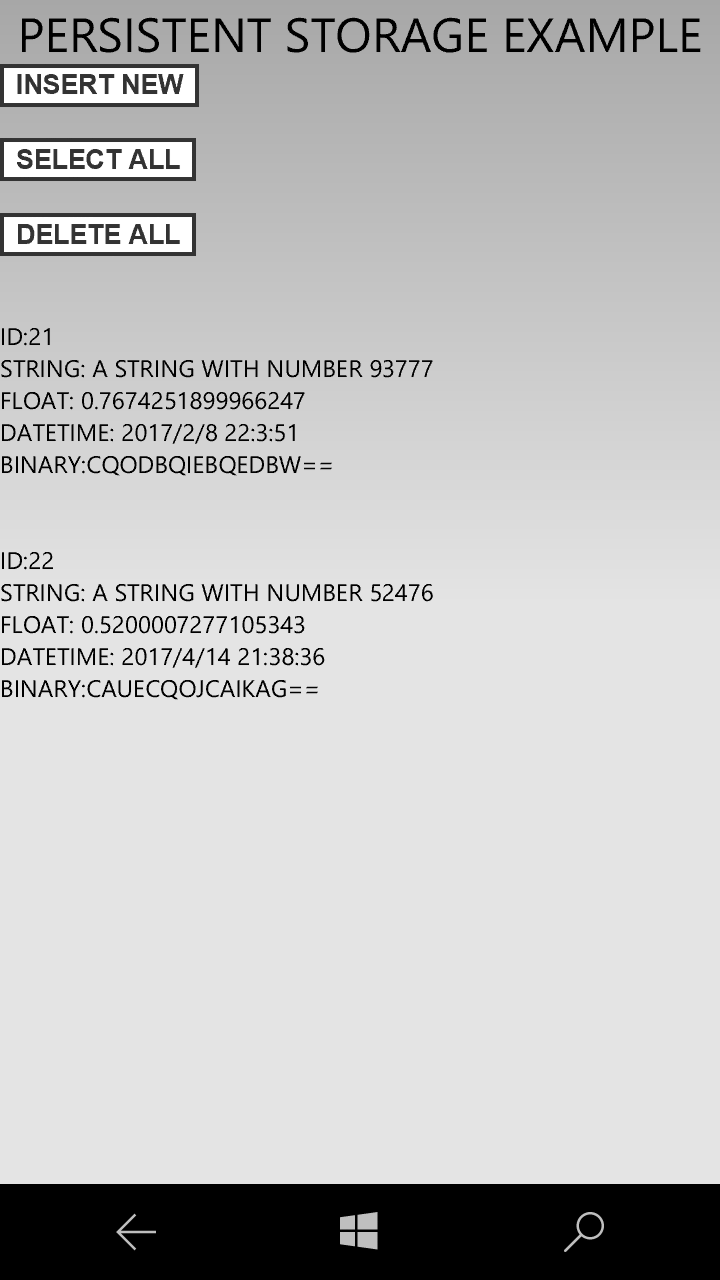 PERSISTENT STORAGE EXAMPLE
INSERT NEW
SELECT ALL
DELETE ALL
ID:21
STRING: A STRING WITH NUMBER 93777
FLOAT: 0.7674251899966247
DATETIME: 2017/2/8 22:3:51
BINARY:CQODBQIEBQEDBW==
ID:22
STRING: A STRING WITH NUMBER 52476
FLOAT: 0.5200007277105343
DATETIME: 2017/4/14 21:38:36
BINARY:CAUECQOJCAIKAG==